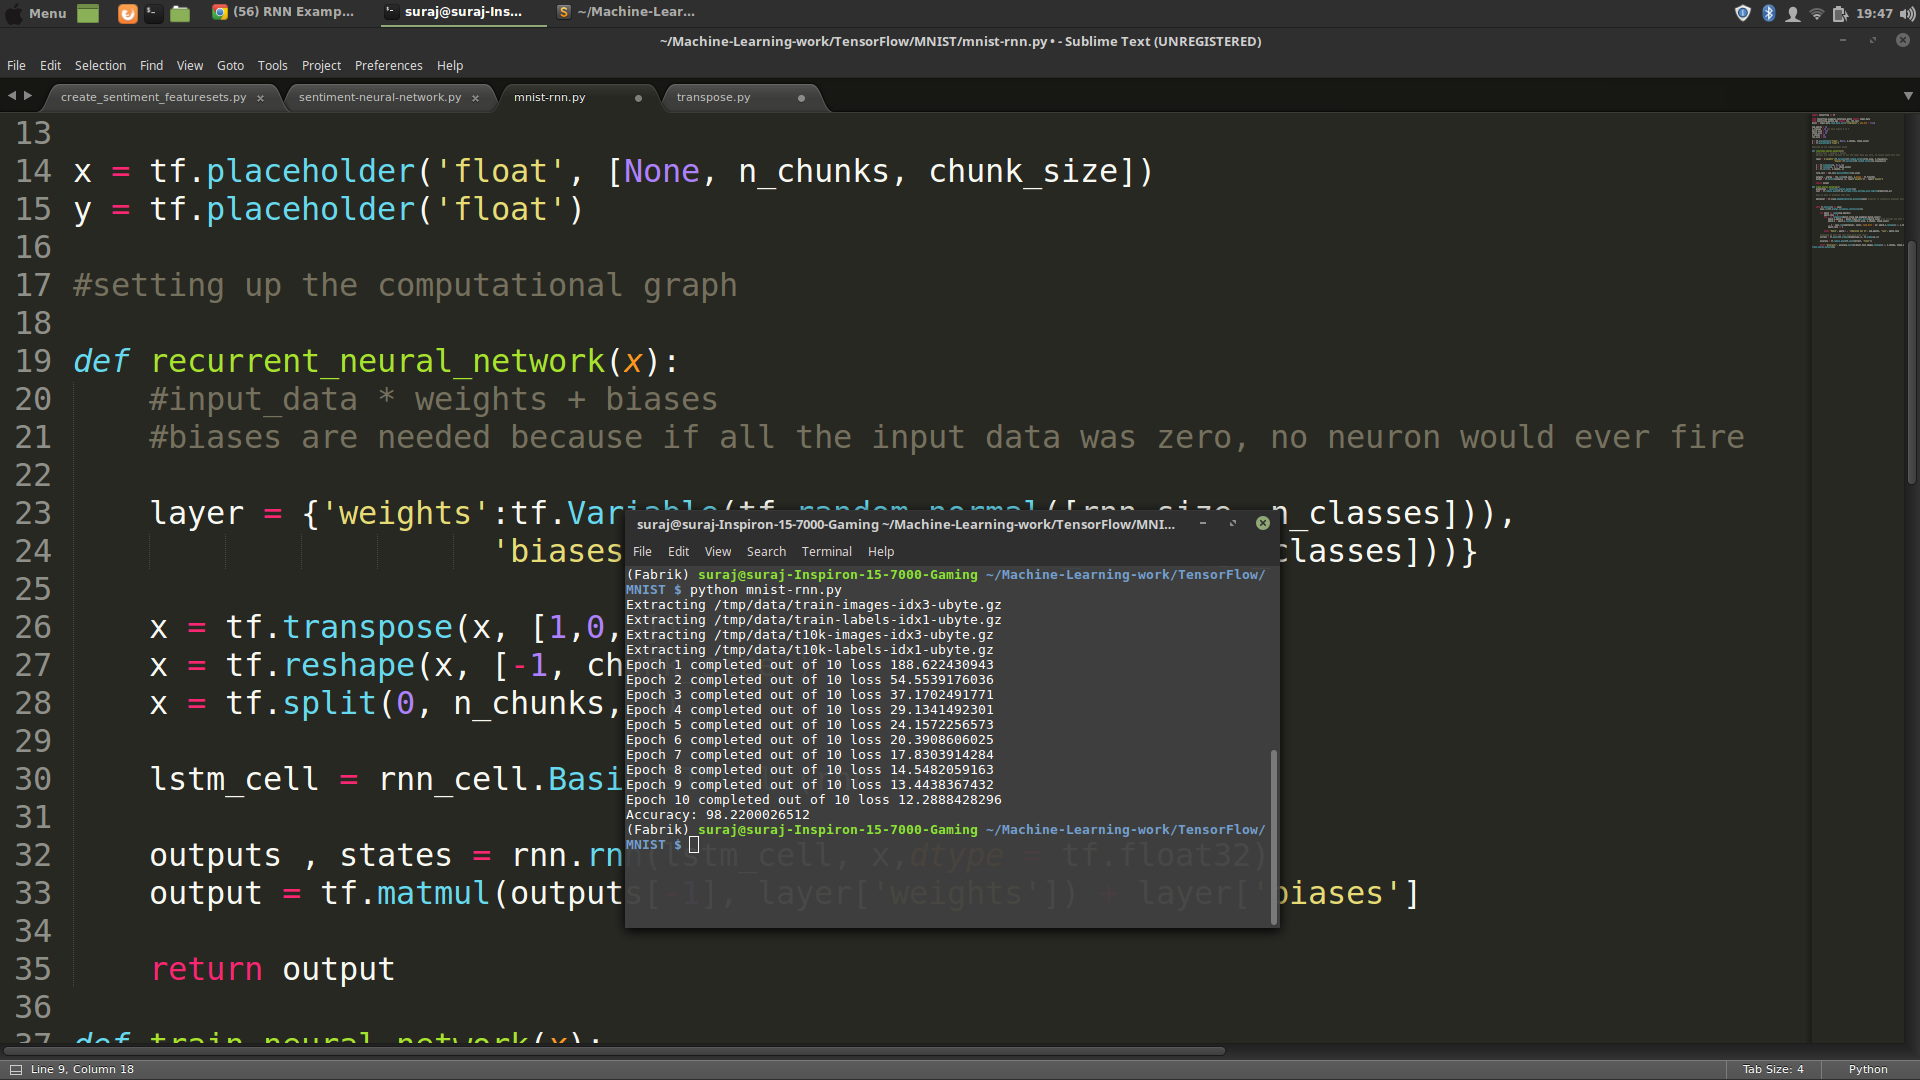 Menu
(56) RNN Examp...
suraj@suraj-Ins...
~/Machine-Lear...
19:47
~/Machine-Learning-work/TensorFlow/MNIST/mnist-rnn.py • - Sublime Text (UNREGISTERED)
File Edit Selection Find View Goto Tools Project Preferences Help
create_sentiment_featuresets.py
sentiment-neural-network.py
mnist-rnn.py
transpose.py
13
14 x = tf.placeholder('float', [None, n_chunks, chunk_size])
15 y = tf.placeholder('float')
16
17 #setting up the computational graph
18
19 def recurrent_neural_network(x):
20 #input_data * weights + biases
21 #biases are needed because if all the input data was zero, no neuron would ever fire
22
23 layer = {'weights':tf.Variable(tf.random_normal([rnn_size, n_classes])),
24 'biases classes]))}
25
26 x = tf.transpose(x, [1,0,
27 x = tf.reshape(x, [-1, ch
28 x = tf.split(0, n_chunks,
29
30 lstm_cell = rnn_cell.Basi
31
32 outputs , states = rnn.rnn(lstm_cell, x,dtype = tf.float32)
33 output = tf.matmul(outputs[-1], layer['weights']) + layer['biases']
34
35 return output
36
37 def train_neural_network(x):
suraj@suraj-Inspiron-15-7000-Gaming ~/Machine-Learning-work/TensorFlow/MNI...
File Edit View Search Terminal Help
(Fabrik) suraj@suraj-Inspiron-15-7000-Gaming ~/Machine-Learning-work/TensorFlow/
MNIST $ python mnist-rnn.py
Extracting /tmp/data/train-images-idx3-ubyte.gz
Extracting /tmp/data/train-labels-idx1-ubyte.gz
Extracting /tmp/data/t10k-images-idx3-ubyte.gz
Extracting /tmp/data/t10k-labels-idx1-ubyte.gz
Epoch 1 completed out of 10 loss 188.622430943
Epoch 2 completed out of 10 loss 54.5539176036
Epoch 3 completed out of 10 loss 37.1702491771
Epoch 4 completed out of 10 loss 29.1341492301
Epoch 5 completed out of 10 loss 24.1572256573
Epoch 6 completed out of 10 loss 20.3908606025
Epoch 7 completed out of 10 loss 17.8303914284
Epoch 8 completed out of 10 loss 14.5482059163
Epoch 9 completed out of 10 loss 13.4438367432
Epoch 10 completed out of 10 loss 12.2888428296
Accuracy: 98.2200026512
(Fabrik) suraj@suraj-Inspiron-15-7000-Gaming ~/Machine-Learning-work/TensorFlow/
MNIST $
Line 9, Column 18
Tab Size: 4
Python